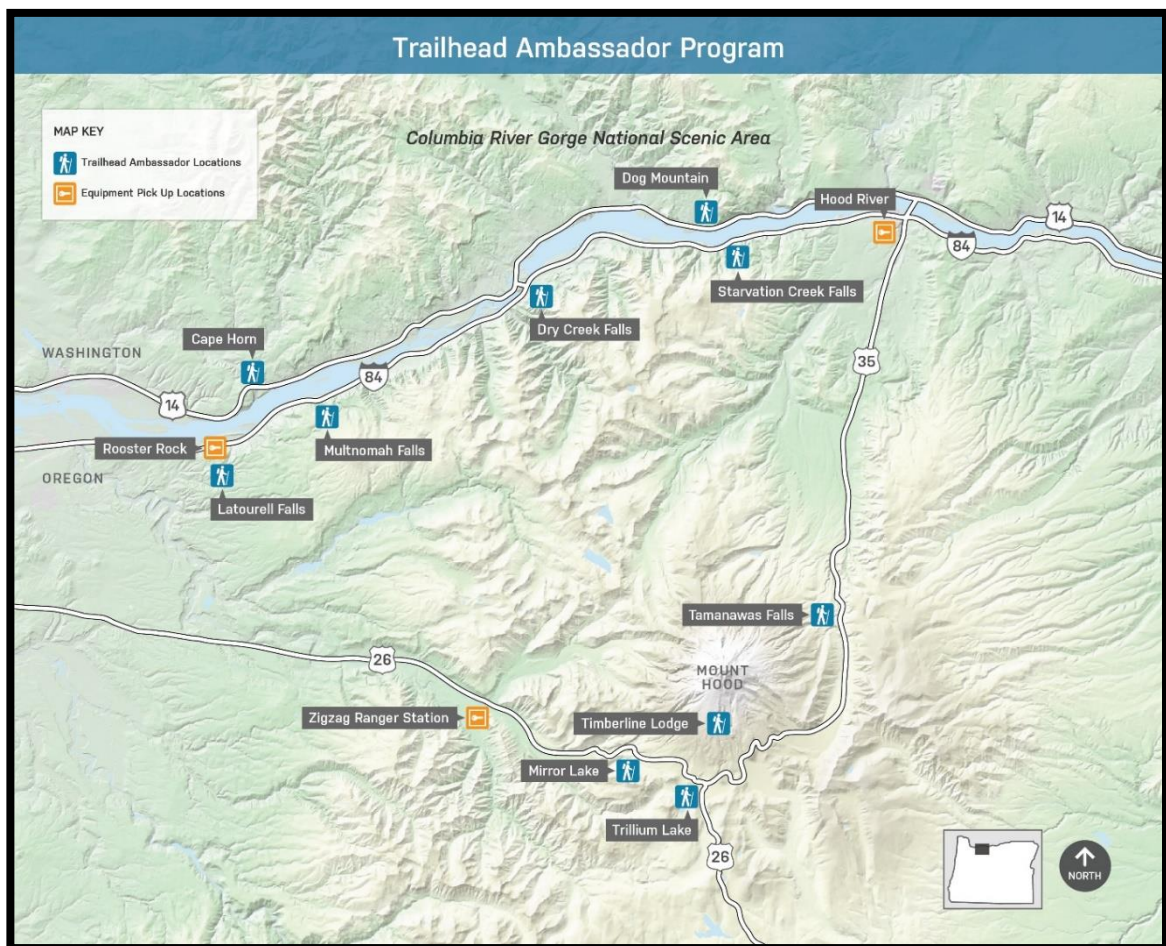 Trailhead Ambassador Program
MAP KEY
Trailhead Ambassador Locations
Equipment Pick Up Locations
Columbia River Gorge National Scenic Area
Dog Mountain
Hood River
14
84
Starvation Creek Falls
Dry Creek Falls
Cape Horn
WASHINGTON
35
84
14
Multnomah Falls
Rooster Rock
OREGON
Latourell Falls
Tamanawas Falls
26
MOUNT
HOOD
Zigzag Ranger Station
Timberline Lodge
Mirror Lake
Trillium Lake
26
NORTH